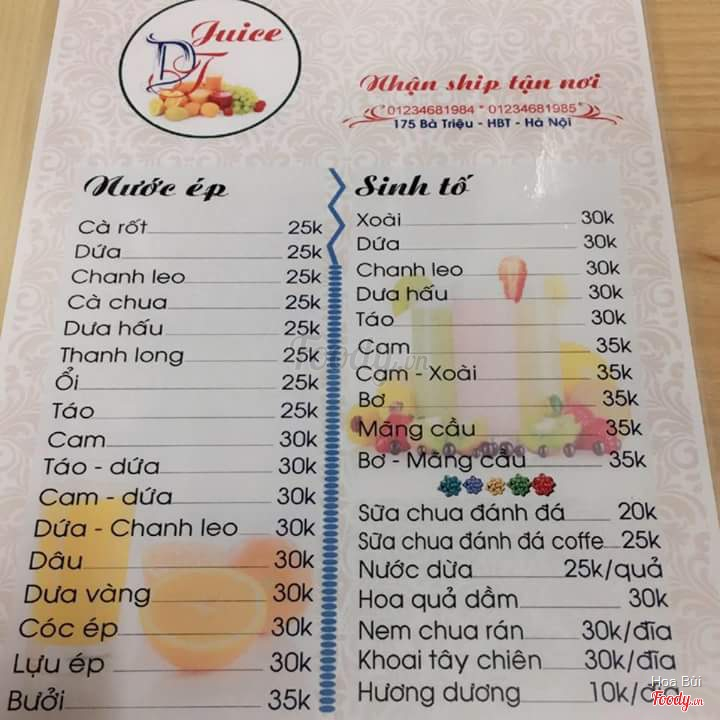 Juice
DT
Nhận ship tận nơi
01234681984 * 01234681985
175 Bà Triệu - HBT - Hà Nội
Nước ép
Cà rốt 25k
Dứa 25k
Chanh leo 25k
Cà chua 25k
Dưa hấu 25k
Thanh long 25k
Ổi 25k
Táo 25k
Cam 30k
Táo - dứa 30k
Cam - dứa 30k
Dứa - Chanh leo 30k
Dâu 30k
Dưa vàng 30k
Cóc ép 30k
Lựu ép 30k
Bưởi 35k
Sinh tố
Xoài 30k
Dứa 30k
Chanh leo 30k
Dưa hấu 30k
Táo 30k
Cam 35k
Cam - Xoài 35k
Bơ 35k
Măng cầu 35k
Bơ - Măng cầu 35k
Sữa chua đánh đá 20k
Sữa chua đánh đá coffe 25k
Nước dừa 25k/quả
Hoa quả dầm 30k
Nem chua rán 30k/đĩa
Khoai tây chiên 30k/đĩa
Hương dương 10k/đĩa
Foody.vn
Hoa Bùi
Foody.vn